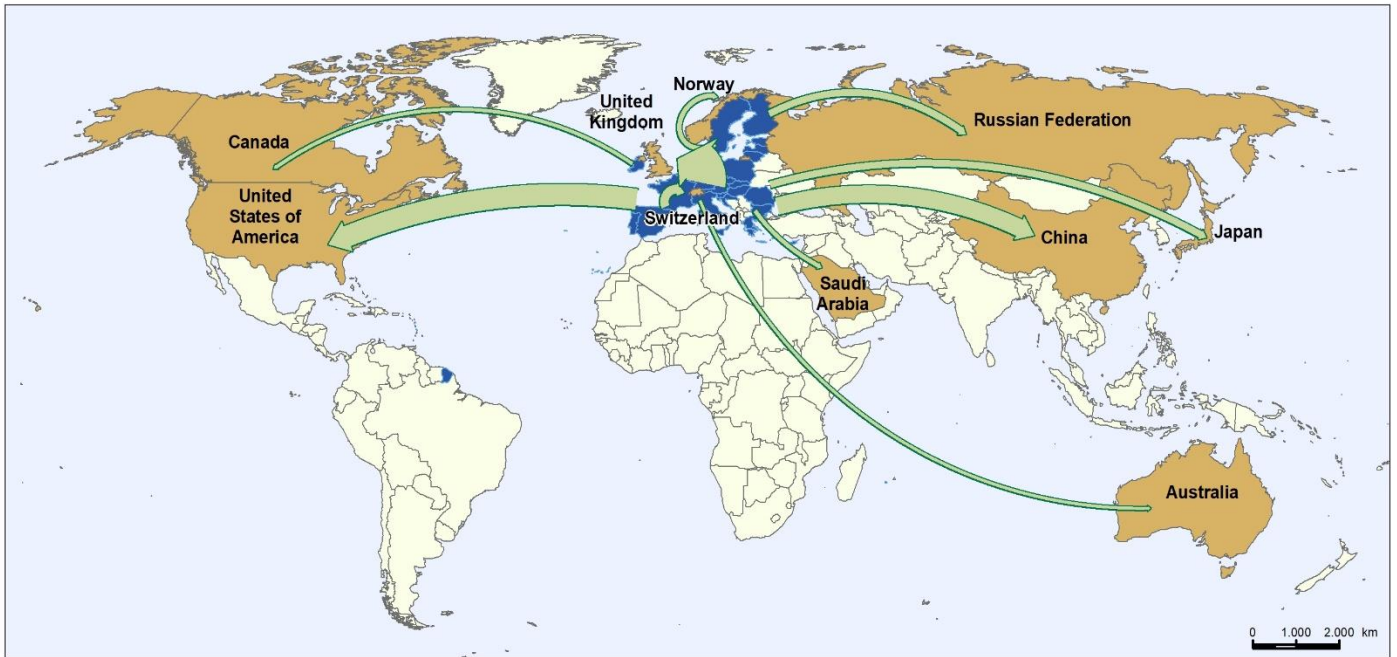 Norway
United
Kingdom
Canada
Russian Federation
United
States of
America
Switzerland
China
Japan
Saudi
Arabia
Australia
0 1.000 2.000 km